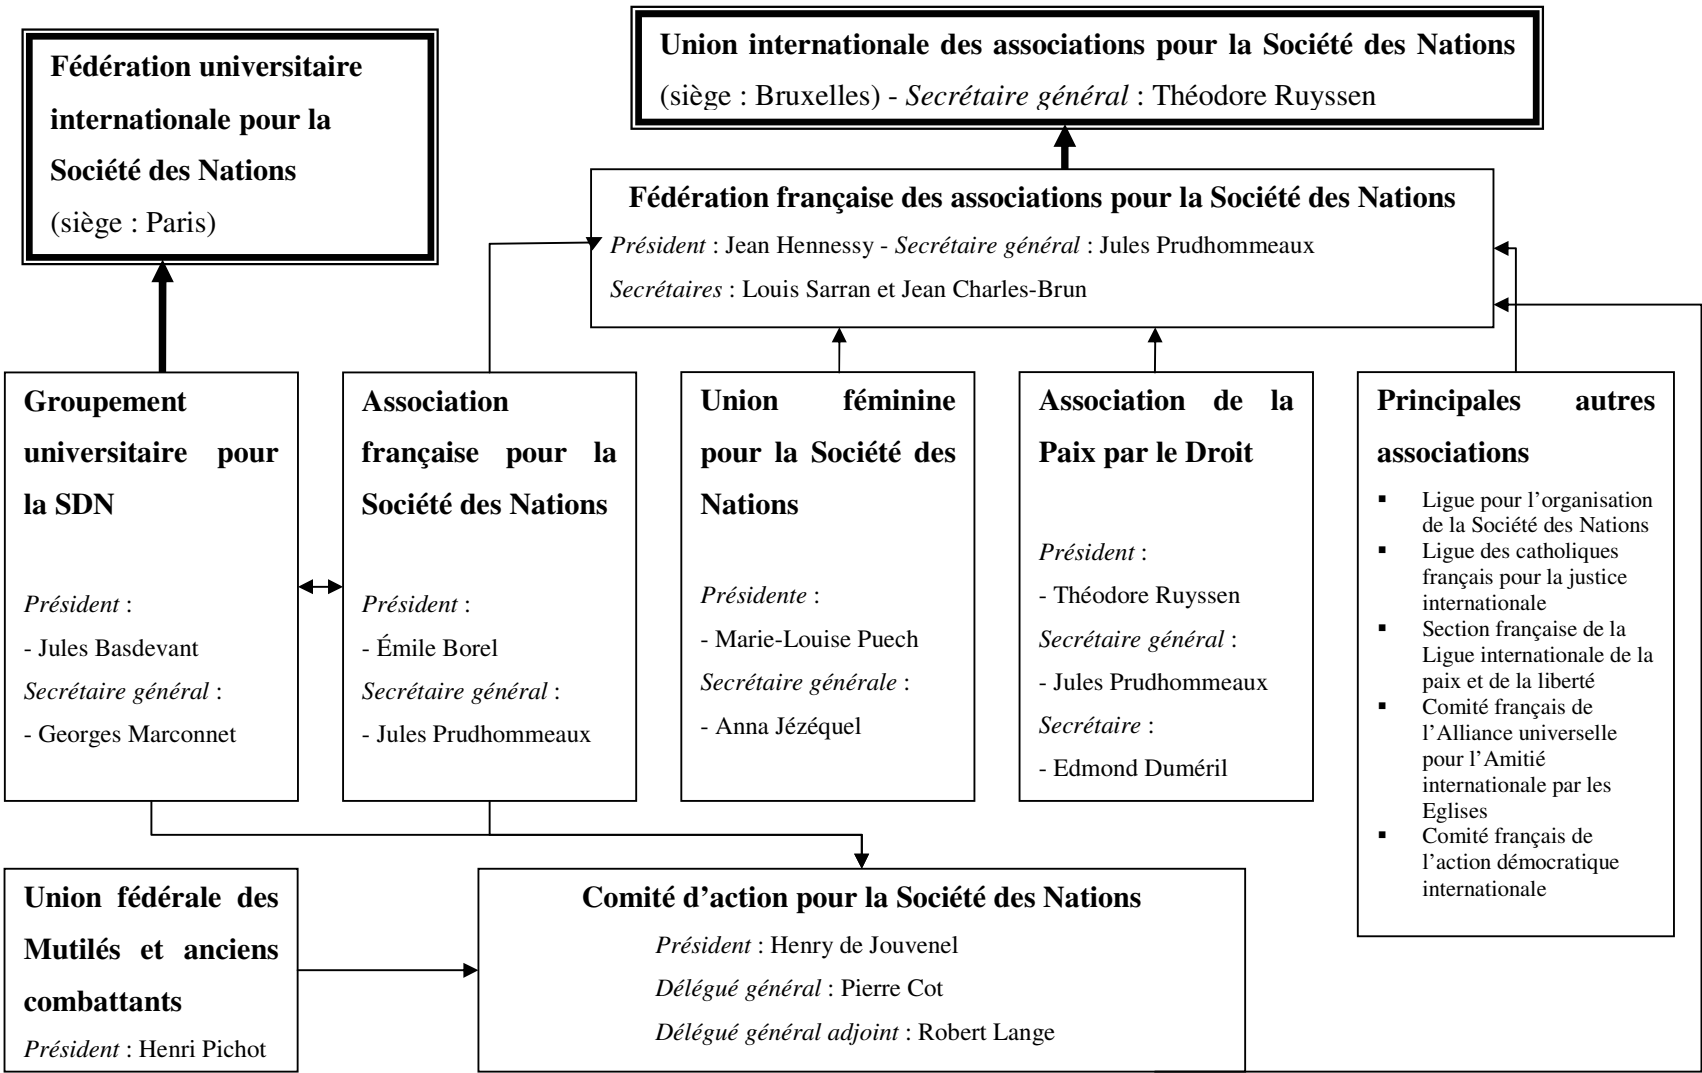 Fédération universitaire
internationale pour la
Société des Nations
(siège : Paris)
Union internationale des associations pour la Société des Nations
(siège : Bruxelles) - Secrétaire général : Théodore Ruyssen
Fédération française des associations pour la Société des Nations
Président : Jean Hennessy - Secrétaire général : Jules Prudhommeaux
Secrétaires : Louis Sarran et Jean Charles-Brun
Groupement
universitaire pour
la SDN
Président :
- Jules Basdevant
Secrétaire général :
- Georges Marconnet
Association
française pour la
Société des Nations
Président :
- Émile Borel
Secrétaire général :
- Jules Prudhommeaux
Union féminine
pour la Société des
Nations
Présidente :
- Marie-Louise Puech
Secrétaire générale :
- Anna Jézéquel
Association de la
Paix par le Droit
Président :
- Théodore Ruyssen
Secrétaire général :
- Jules Prudhommeaux
Secrétaire :
- Edmond Duméril
Principales autres
associations
▪ Ligue pour l’organisation
de la Société des Nations
▪ Ligue des catholiques
français pour la justice
internationale
▪ Section française de la
Ligue internationale de la
paix et de la liberté
▪ Comité français de
l’Alliance universelle
pour l’Amitié
internationale par les
Eglises
▪ Comité français de
l’action démocratique
internationale
Union fédérale des
Mutilés et anciens
combattants
Président : Henri Pichot
Comité d’action pour la Société des Nations
Président : Henry de Jouvenel
Délégué général : Pierre Cot
Délégué général adjoint : Robert Lange